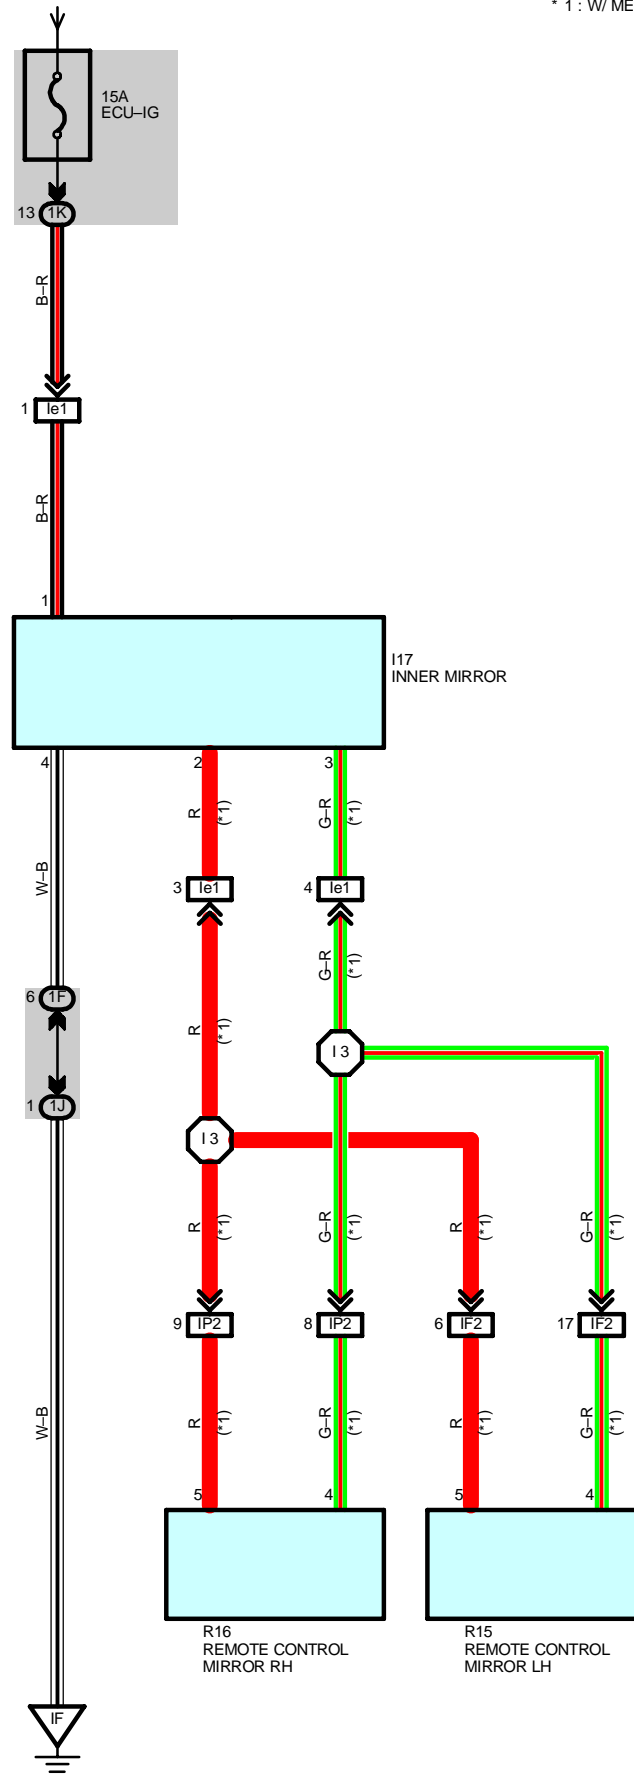 * 1 : W/ ME
15A
ECU–IG
13 1K
B–R
1 Ie1
B–R
1
I17
INNER MIRROR
4 2 3
W–B R (*1) G–R (*1)
3 Ie1 4 Ie1
G–R (*1)
6 1F
R (*1)
I 3
1 1J
I 3
R (*1) G–R (*1) R (*1) G–R (*1)
9 IP2 8 IP2 6 IF2 17 IF2
W–B R (*1) G–R (*1) R (*1) G–R (*1)
5 4 5 4
R16
REMOTE CONTROL
MIRROR RH
R15
REMOTE CONTROL
MIRROR LH
IF